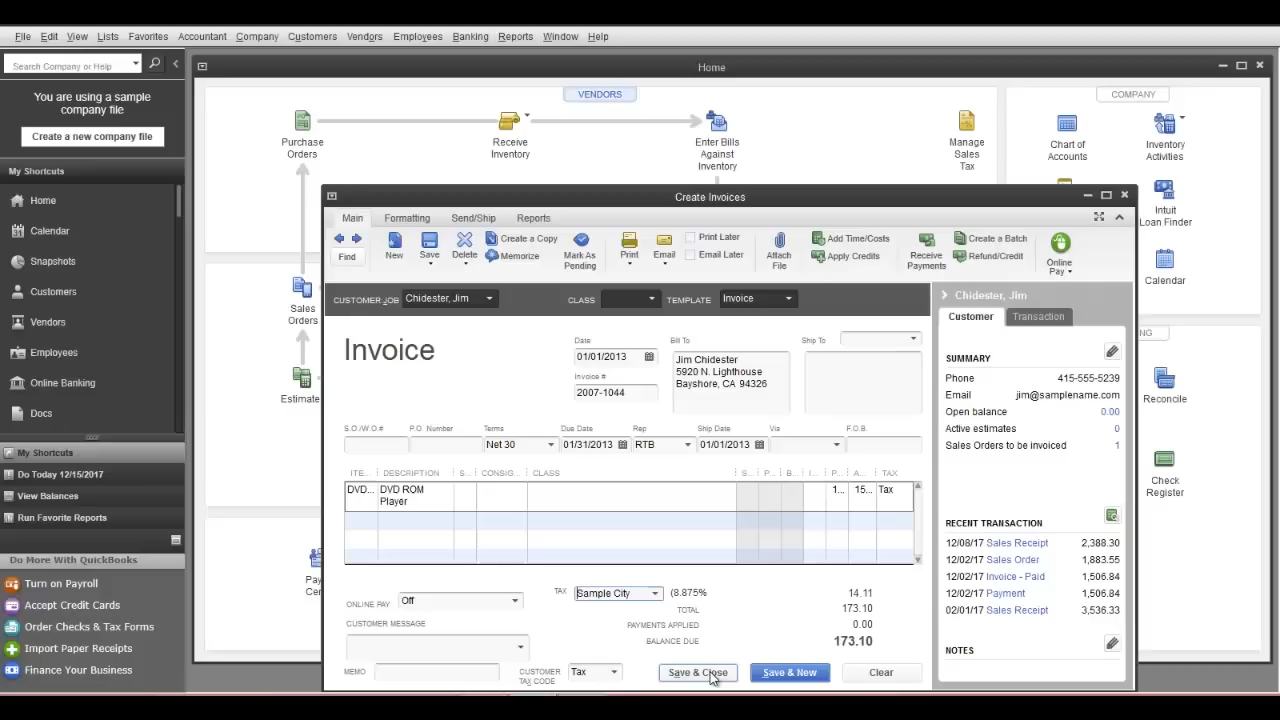 File Edit View Lists Favorites Accountant Company Customers Vendors Employees Banking Reports Window Help
Search Company or Help
You are using a sample
company file
Create a new company file
My Shortcuts
Home
Calendar
Snapshots
Customers
Vendors
Employees
Online Banking
Docs
My Shortcuts
Do Today 12/15/2017
View Balances
Run Favorite Reports
Do More With QuickBooks
Turn on Payroll
Accept Credit Cards
Order Checks & Tax Forms
Import Paper Receipts
Finance Your Business
Home
VENDORS
COMPANY
Purchase
Orders
Receive
Inventory
Enter Bills
Against
Inventory
Manage
Sales
Tax
Chart of
Accounts
Inventory
Activities
Intuit
Loan Finder
Calendar
Sales
Orders
Estimate
NG
Reconcile
Check
Register
Create Invoices
Main Formatting Send/Ship Reports
Find
New
Save
Delete
Create a Copy
Memorize
Mark As
Pending
Print
Email
Print Later
Email Later
Attach
File
Add Time/Costs
Apply Credits
Receive
Payments
Create a Batch
Refund/Credit
Online
Pay
CUSTOMER:JOB Chidester, Jim CLASS TEMPLATE Invoice
Invoice
Date
01/01/2013
Invoice #
2007-1044
Bill To
Jim Chidester
5920 N. Lighthouse
Bayshore, CA 94326
Ship To
S.O./W.O.# P.O. Number Terms Due Date Rep Ship Date Via F.O.B.
Net 30 01/31/2013 RTB 01/01/2013
ITE... DESCRIPTION S... CONSIG... CLASS S... P... B... I... P... A... TAX
DVD... DVD ROM 1... 15... Tax
Player
TAX Sample City (8.875% 14.11
ONLINE PAY Off
TOTAL 173.10
CUSTOMER MESSAGE
PAYMENTS APPLIED 0.00
BALANCE DUE 173.10
MEMO
CUSTOMER
TAX CODE
Tax
Save & Close
Save & New
Clear
Chidester, Jim
Customer Transaction
SUMMARY
Phone 415-555-5239
Email jim@samplename.com
Open balance 0.00
Active estimates 0
Sales Orders to be invoiced 1
RECENT TRANSACTION
12/08/17 Sales Receipt 2,388.30
12/02/17 Sales Order 1,883.55
12/02/17 Invoice - Paid 1,506.84
12/02/17 Payment 1,506.84
02/01/17 Sales Receipt 3,536.33
NOTES